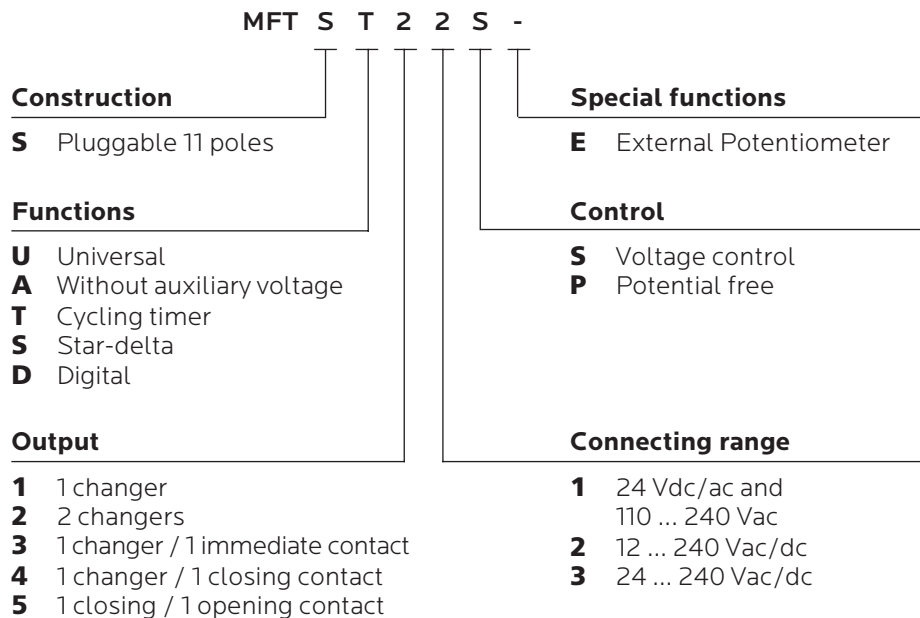 MFT S T 2 2 S -
Construction
S Pluggable 11 poles
Functions
U Universal
A Without auxiliary voltage
T Cycling timer
S Star-delta
D Digital
Output
1 1 changer
2 2 changers
3 1 changer / 1 immediate contact
4 1 changer / 1 closing contact
5 1 closing / 1 opening contact
Special functions
E External Potentiometer
Control
S Voltage control
P Potential free
Connecting range
1 24 Vdc/ac and
110 ... 240 Vac
2 12 ... 240 Vac/dc
3 24 ... 240 Vac/dc